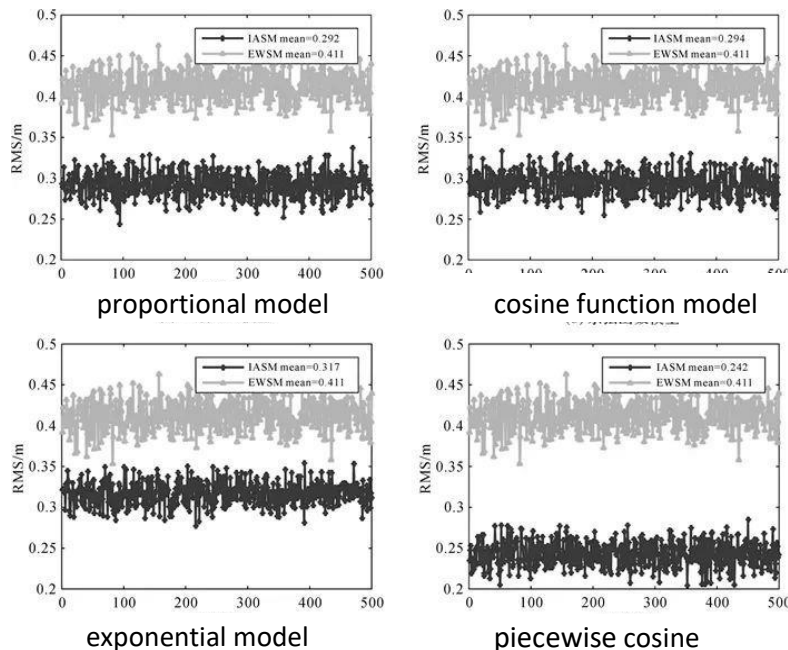 0.5
IASM mean=0.292
EWSM mean=0.411
0.45
0.4
0.35
RMS/m
0.3
0.25
0.2
0 100 200 300 400 500
proportional model
0.5
IASM mean=0.294
EWSM mean=0.411
0.45
0.4
0.35
RMS/m
0.3
0.25
0.2
0 100 200 300 400 500
cosine function model
0.5
IASM mean=0.317
EWSM mean=0.411
0.45
0.4
0.35
RMS/m
0.3
0.25
0.2
0 100 200 300 400 500
exponential model
0.5
IASM mean=0.242
EWSM mean=0.411
0.45
0.4
0.35
RMS/m
0.3
0.25
0.2
0 100 200 300 400 500
piecewise cosine